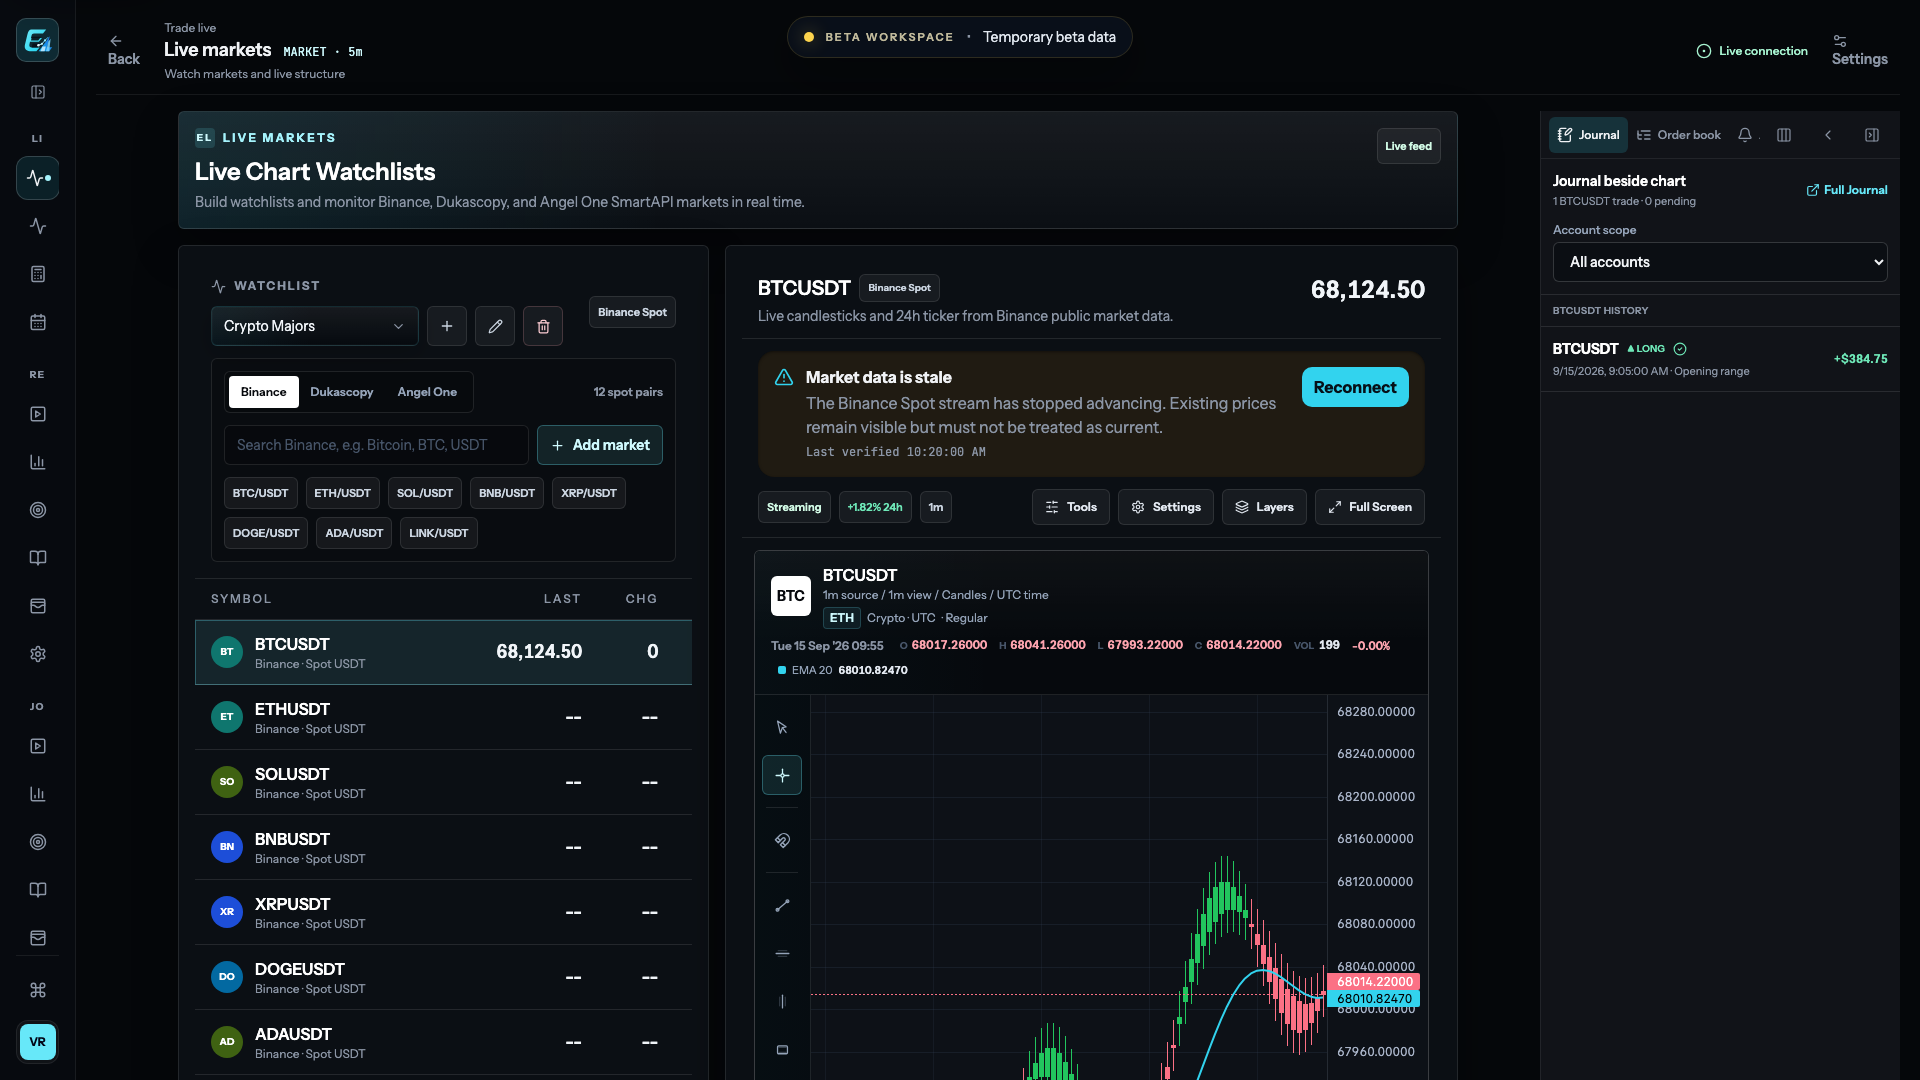 Back
Trade live
Live markets MARKET · 5m
Watch markets and live structure
BETA WORKSPACE · Temporary beta data
Live connection
Settings
LI
RE
JO
VR
EL LIVE MARKETS
Live Chart Watchlists
Build watchlists and monitor Binance, Dukascopy, and Angel One SmartAPI markets in real time.
Live feed
WATCHLIST
Crypto Majors
Binance Spot
Binance Dukascopy Angel One 12 spot pairs
Search Binance, e.g. Bitcoin, BTC, USDT
Add market
BTC/USDT ETH/USDT SOL/USDT BNB/USDT XRP/USDT
DOGE/USDT ADA/USDT LINK/USDT
SYMBOL LAST CHG
BT BTCUSDT 68,124.50 0
Binance · Spot USDT
ET ETHUSDT -- --
Binance · Spot USDT
SO SOLUSDT -- --
Binance · Spot USDT
BN BNBUSDT -- --
Binance · Spot USDT
XR XRPUSDT -- --
Binance · Spot USDT
DO DOGEUSDT -- --
Binance · Spot USDT
AD ADAUSDT -- --
Binance · Spot USDT
BTCUSDT Binance Spot 68,124.50
Live candlesticks and 24h ticker from Binance public market data.
Market data is stale
The Binance Spot stream has stopped advancing. Existing prices
remain visible but must not be treated as current.
Last verified 10:20:00 AM
Reconnect
Streaming +1.82% 24h 1m Tools Settings Layers Full Screen
BTC BTCUSDT
1m source / 1m view / Candles / UTC time
ETH Crypto · UTC · Regular
Tue 15 Sep '26 09:55 O 68017.26000 H 68041.26000 L 67993.22000 C 68014.22000 VOL 199 -0.00%
EMA 20 68010.82470
68280.00000
68240.00000
68200.00000
68160.00000
68120.00000
68080.00000
68040.00000
68014.22000
68010.82470
68000.00000
67960.00000
Journal Order book
Journal beside chart
1 BTCUSDT trade · 0 pending
Full Journal
Account scope
All accounts
BTCUSDT HISTORY
BTCUSDT ▲ LONG
+$384.75
9/15/2026, 9:05:00 AM · Opening range